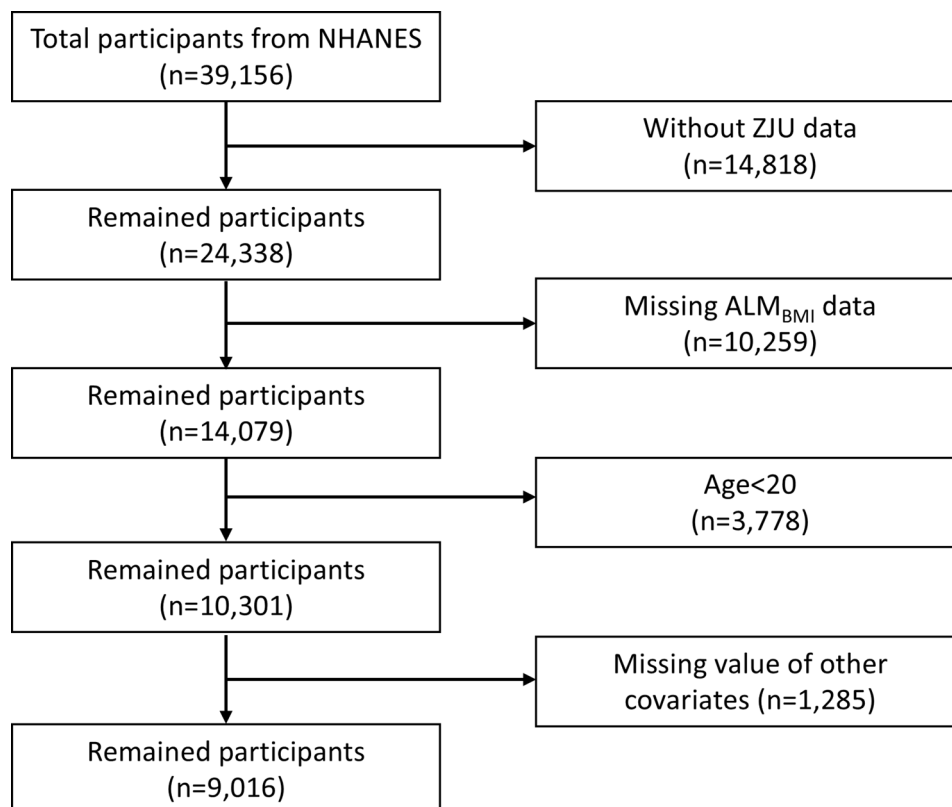 Total participants from NHANES
(n=39,156)
Without ZJU data
(n=14,818)
Remained participants
(n=24,338)
Missing ALM_BMI data
(n=10,259)
Remained participants
(n=14,079)
Age<20
(n=3,778)
Remained participants
(n=10,301)
Missing value of other
covariates (n=1,285)
Remained participants
(n=9,016)